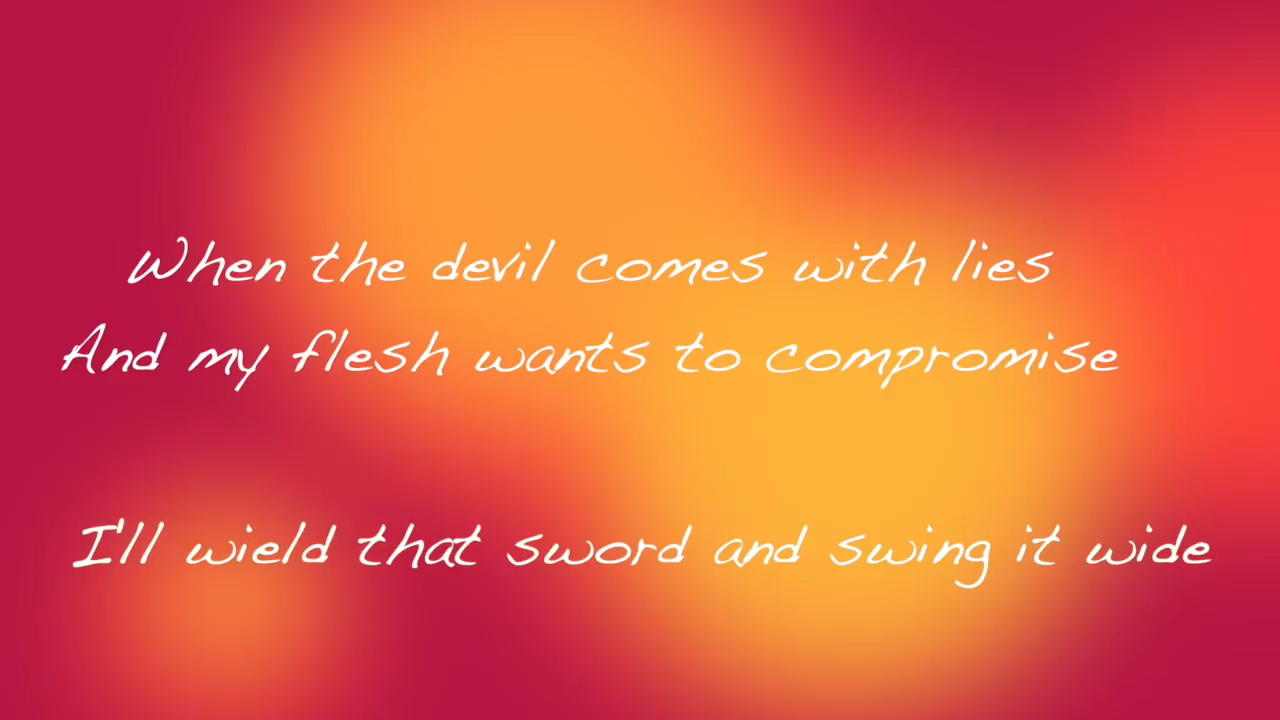 When the devil comes with lies
And my flesh wants to compromise
I'll wield that sword and swing it wide